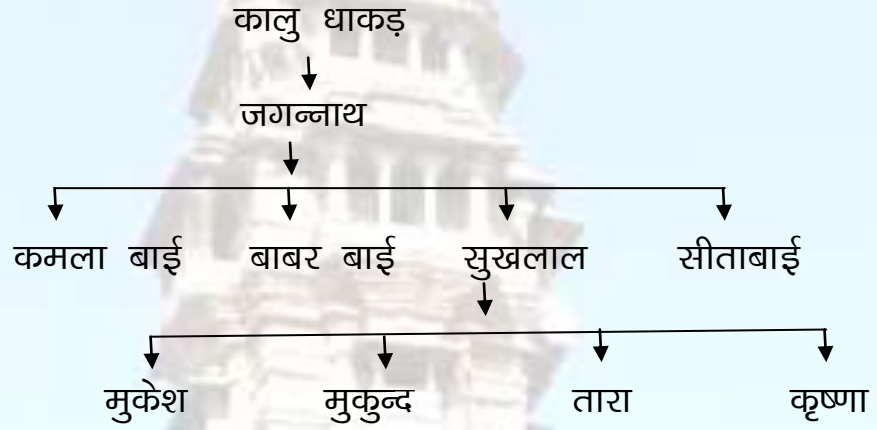 कालु धाकड़
जगन्नाथ
कमला बाई बाबर बाई सुखलाल सीताबाई
मुकेश मुकुन्द तारा कृष्णा